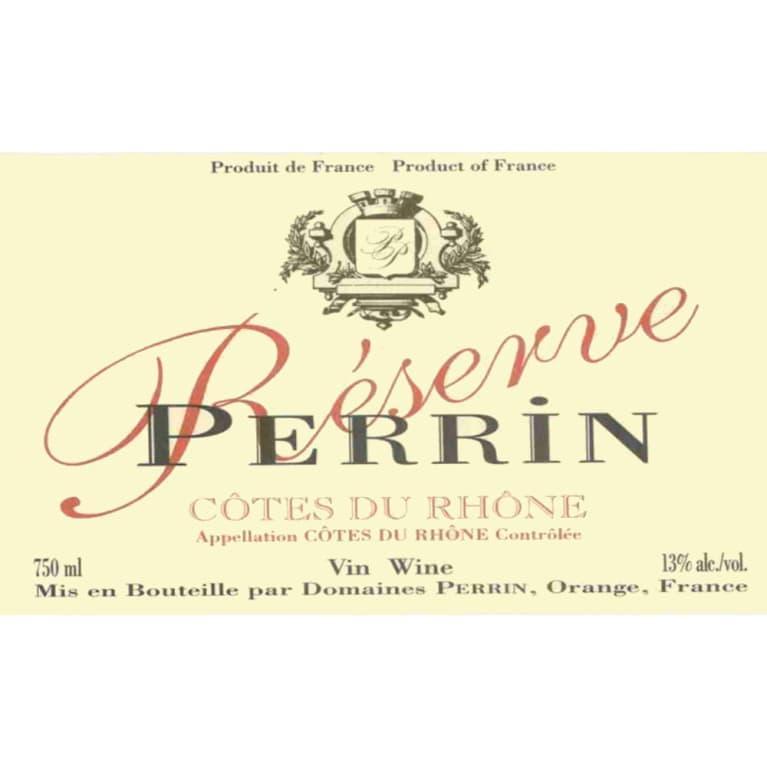 Produit de France Product of France
PP
Réserve
PERRiN
CÔTES DU RHÔNE
Appellation CÔTES DU RHÔNE Contrôlée
750 ml Vin Wine 13% alc./vol.
Mis en Bouteille par Domaines PERRIN, Orange, France